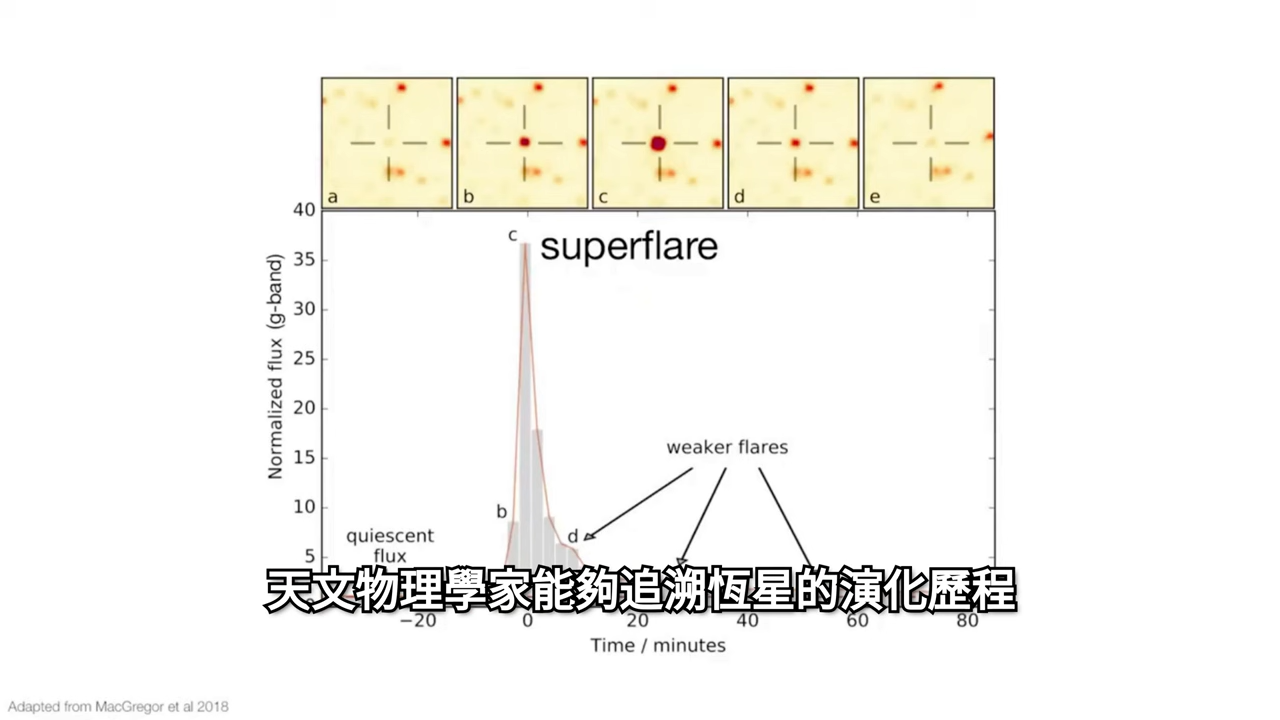 a b c d e
40
c superflare
35
30
25
20
15
10
5
Normalized flux (g-band)
weaker flares
b
d
quiescent
flux
天文物理學家能夠追溯恆星的演化歷程
−20 0 20 40 60 80
Time / minutes
Adapted from MacGregor et al 2018